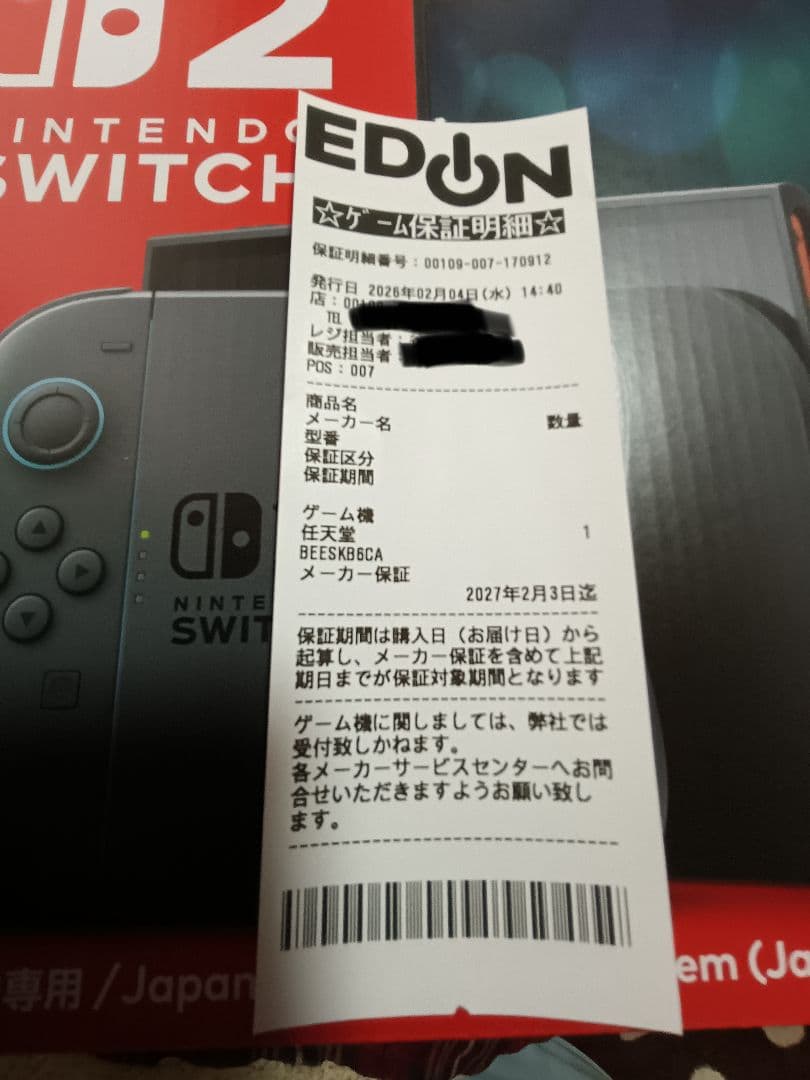 2
NINTENDO
SWITCH
EDION
☆ゲーム保証明細☆
保証明細番号：00109-007-170912
発行日 2026年02月04日(水) 14:40
店：00109
TEL
レジ担当者：
販売担当者
POS：007
商品名
メーカー名 数量
型番
保証区分
保証期間
ゲーム機
任天堂 1
BEESKB6CA
メーカー保証
2027年2月3日迄
保証期間は購入日（お届け日）から
起算し、メーカー保証を含めて上記
期日までが保証対象期間となります
ゲーム機に関しましては、弊社では
受付致しかねます。
各メーカーサービスセンターへお問
合せいただきますようお願い致し
ます。
NINTE
SWIT
専用/Japan
em (Ja